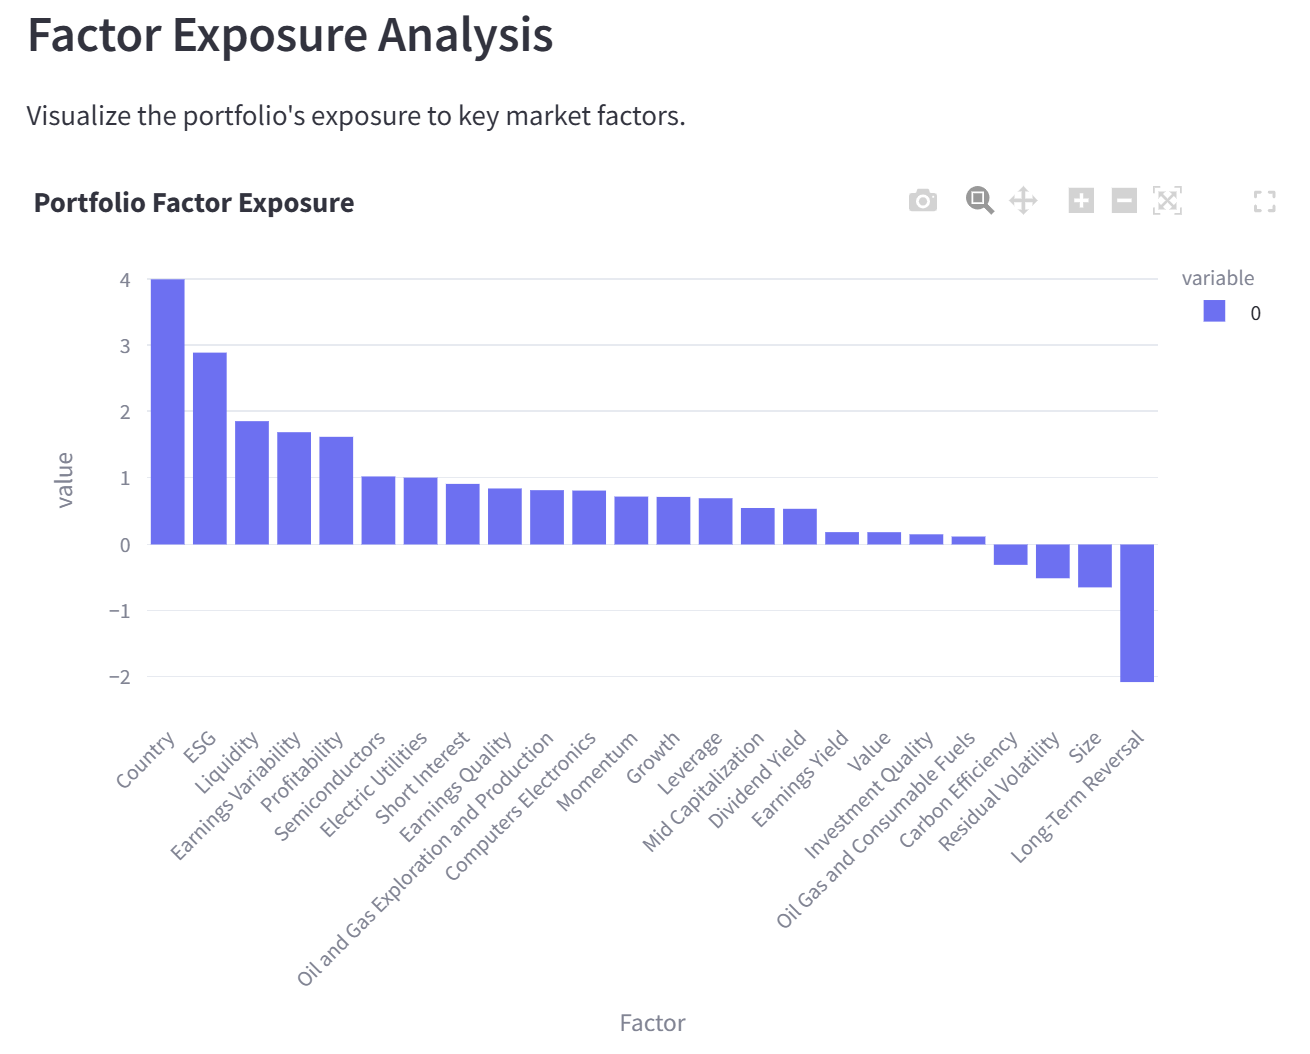 Factor Exposure Analysis
Visualize the portfolio's exposure to key market factors.
Portfolio Factor Exposure
variable
0
4
3
2
1
0
−1
−2
value
Country
ESG
Liquidity
Earnings Variability
Profitability
Semiconductors
Electric Utilities
Short Interest
Earnings Quality
Oil and Gas Exploration and Production
Computers Electronics
Momentum
Growth
Leverage
Mid Capitalization
Dividend Yield
Earnings Yield
Value
Investment Quality
Oil Gas and Consumable Fuels
Carbon Efficiency
Residual Volatility
Size
Long-Term Reversal
Factor